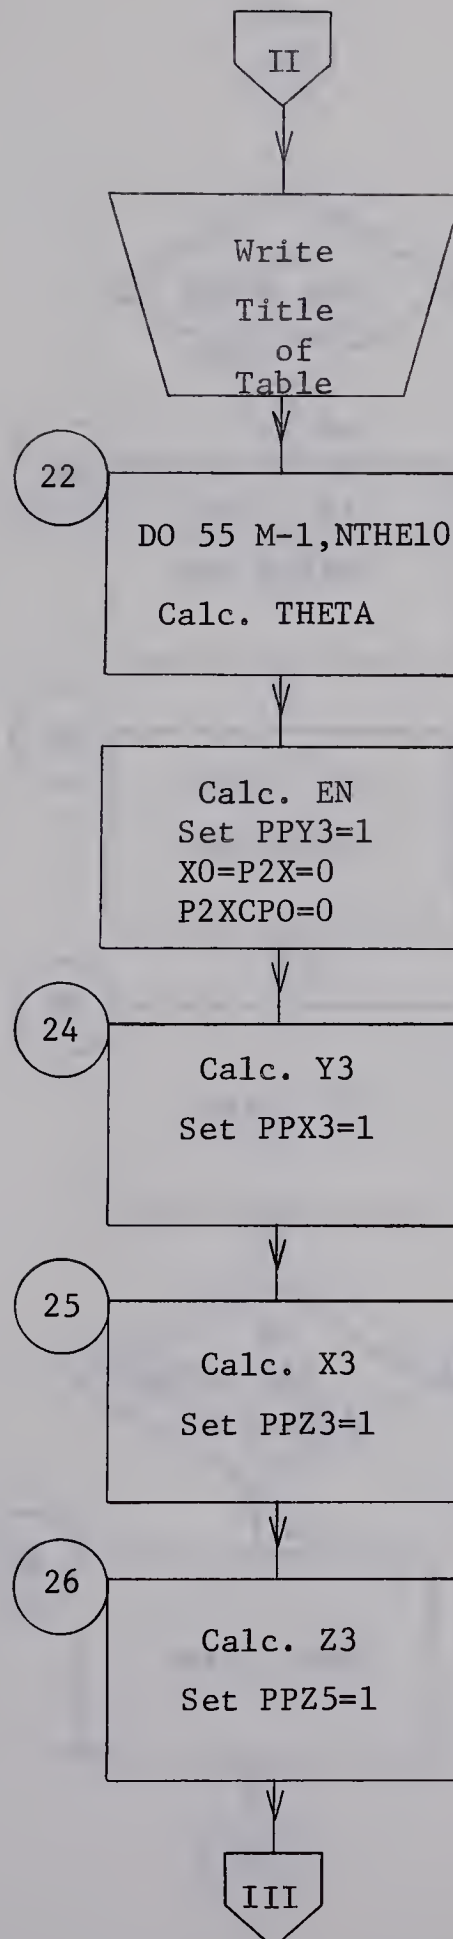 II
Write
Title
of
Table
22
DO 55 M-1,NTHE10
Calc. THETA
Calc. EN
Set PPY3=1
X0=P2X=0
P2XCPO=0
24
Calc. Y3
Set PPX3=1
25
Calc. X3
Set PPZ3=1
26
Calc. Z3
Set PPZ5=1
III